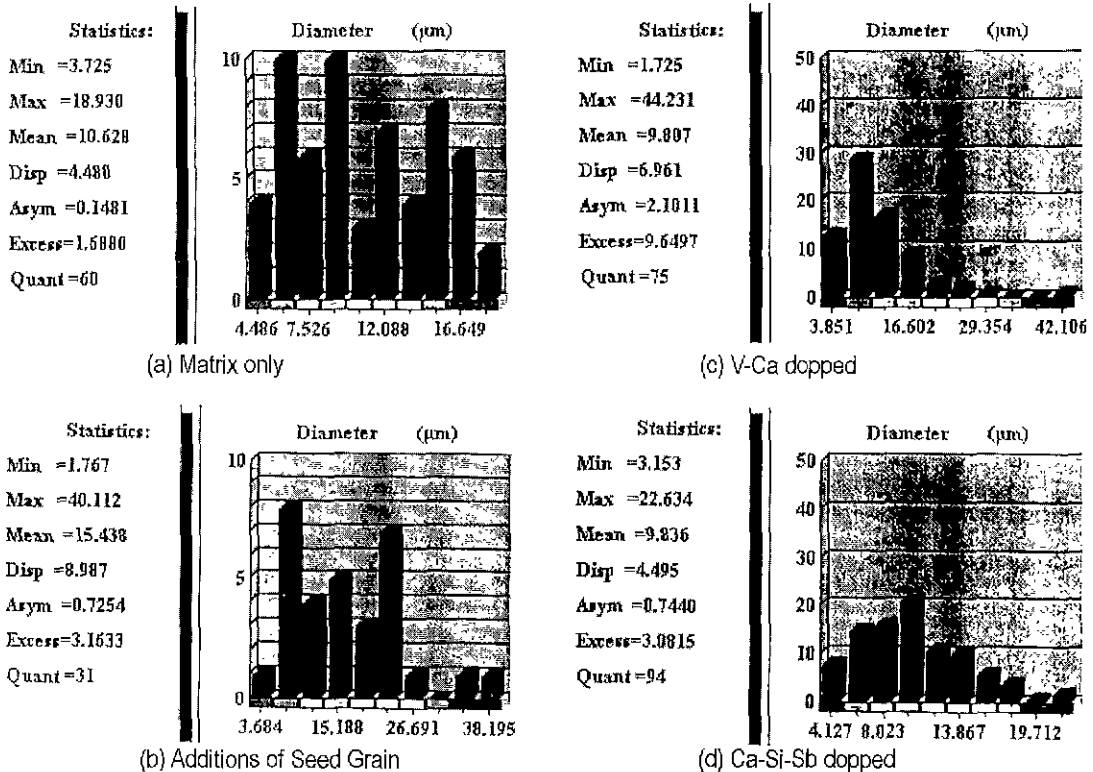 Statistics:
Diameter (μm)
Min =3.725
Max =18.930
Mean =10.628
Disp =4.480
Asym =0.1481
Excess=1.6880
Quant =60
10
5
0
4.486 7.526 12.088 16.649
(a) Matrix only
Statistics:
Diameter (μm)
Min =1.725
Max =44.231
Mean =9.807
Disp =6.961
Asym =2.1011
Excess=9.6497
Quant =75
50
40
30
20
10
0
3.851 16.602 29.354 42.106
(c) V-Ca dopped
Statistics:
Diameter (μm)
Min =1.767
Max =40.112
Mean =15.438
Disp =8.987
Asym =0.7254
Excess=3.1633
Quant =31
10
5
0
3.684 15.188 26.691 38.195
(b) Additions of Seed Grain
Statistics:
Diameter (μm)
Min =3.153
Max =22.634
Mean =9.836
Disp =4.495
Asym =0.7440
Excess=3.0815
Quant =94
50
40
30
20
10
0
4.127 8.023 13.867 19.712
(d) Ca-Si-Sb dopped